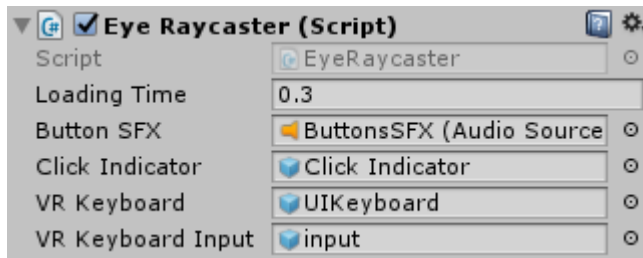 Eye Raycaster (Script)
Script EyeRaycaster
Loading Time 0.3
Button SFX ButtonsSFX (Audio Source
Click Indicator Click Indicator
VR Keyboard UIKeyboard
VR Keyboard Input input